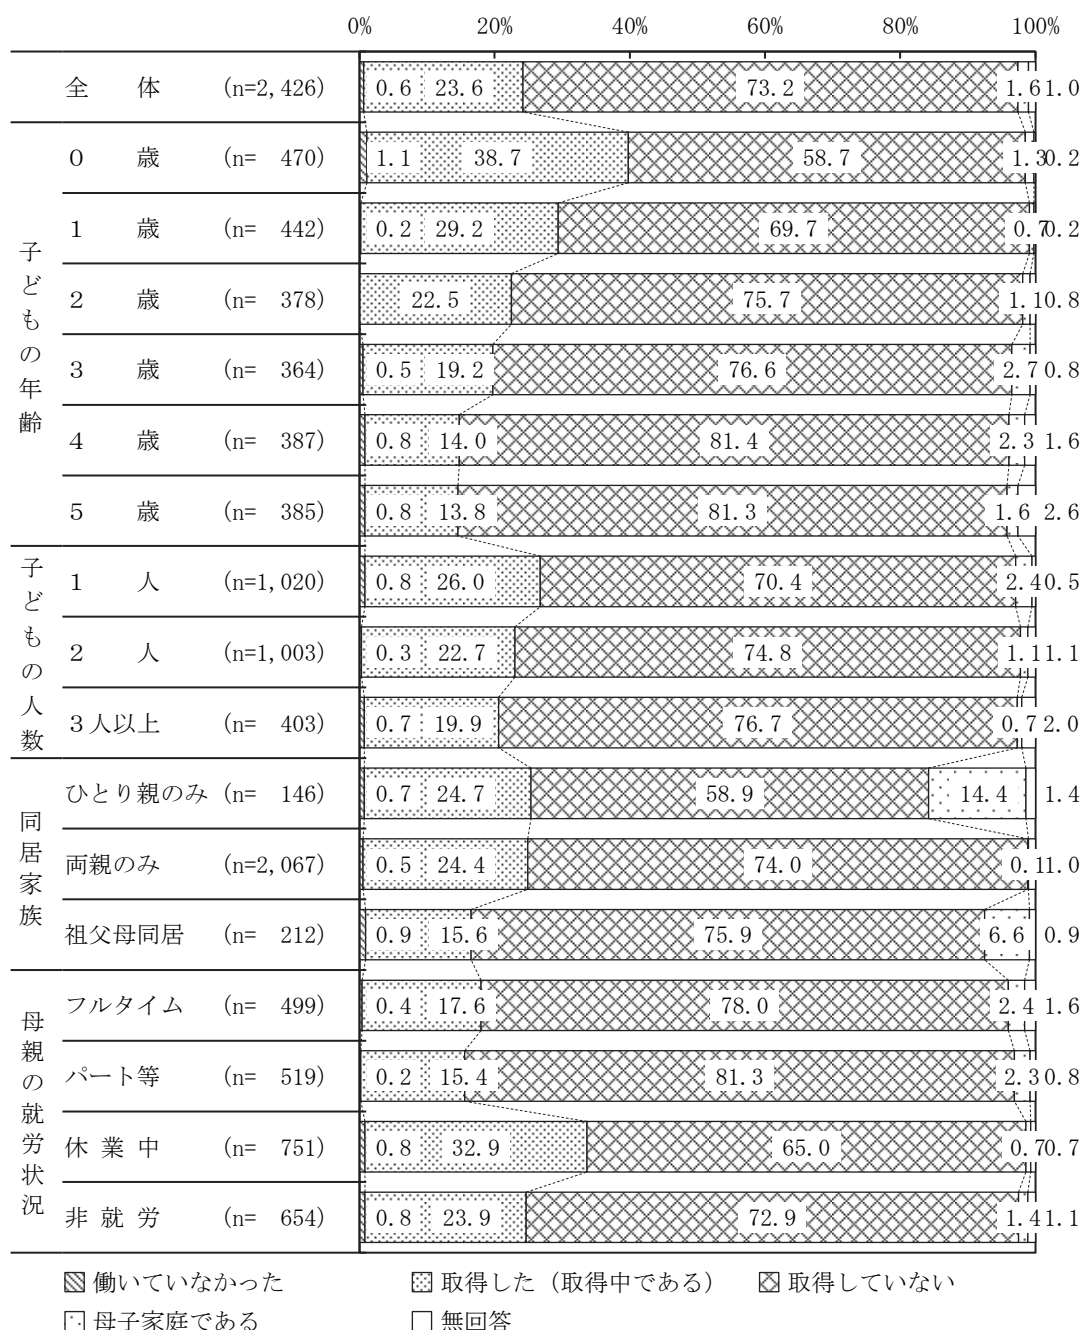 0% 20% 40% 60% 80% 100%
全　体 (n=2,426) 0.6 23.6 73.2 1.6 1.0
子どもの年齢
0　歳 (n= 470) 1.1 38.7 58.7 1.3 0.2
1　歳 (n= 442) 0.2 29.2 69.7 0.7 0.2
2　歳 (n= 378) 22.5 75.7 1.1 0.8
3　歳 (n= 364) 0.5 19.2 76.6 2.7 0.8
4　歳 (n= 387) 0.8 14.0 81.4 2.3 1.6
5　歳 (n= 385) 0.8 13.8 81.3 1.6 2.6
子どもの人数
1　人 (n=1,020) 0.8 26.0 70.4 2.4 0.5
2　人 (n=1,003) 0.3 22.7 74.8 1.1 1.1
3人以上 (n= 403) 0.7 19.9 76.7 0.7 2.0
同居家族
ひとり親のみ (n= 146) 0.7 24.7 58.9 14.4 1.4
両親のみ (n=2,067) 0.5 24.4 74.0 0.1 1.0
祖父母同居 (n= 212) 0.9 15.6 75.9 6.6 0.9
母親の就労状況
フルタイム (n= 499) 0.4 17.6 78.0 2.4 1.6
パート等 (n= 519) 0.2 15.4 81.3 2.3 0.8
休 業 中 (n= 751) 0.8 32.9 65.0 0.7 0.7
非 就 労 (n= 654) 0.8 23.9 72.9 1.4 1.1
働いていなかった 取得した（取得中である） 取得していない
母子家庭である 無回答